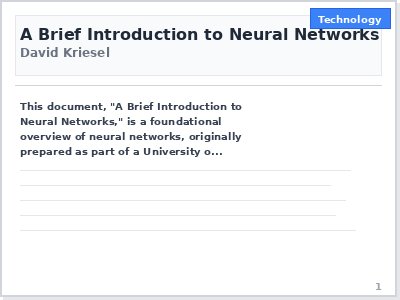 Technology
A Brief Introduction to Neural Networks
David Kriesel
This document, "A Brief Introduction to
Neural Networks," is a foundational
overview of neural networks, originally
prepared as part of a University o...
1